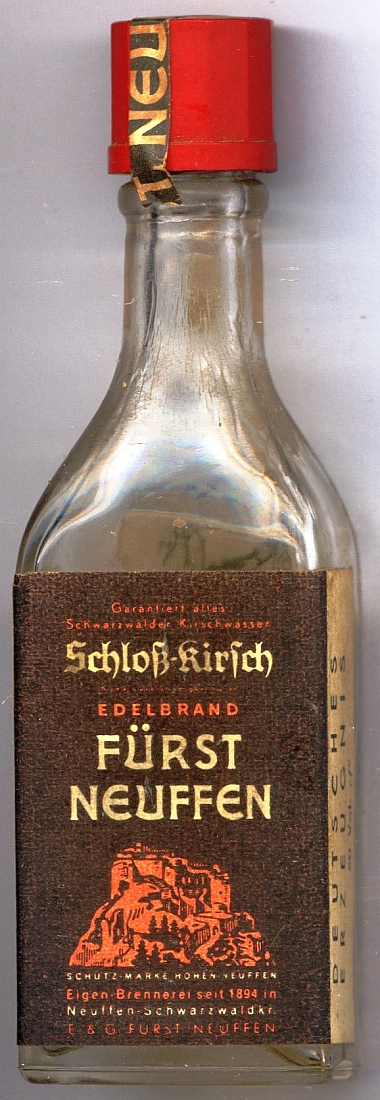 T NEU
Garantiert altes
Schwarzwälder Kirschwasser
Schloß-Kirsch
EDELBRAND
FÜRST
NEUFFEN
SCHUTZ-MARKE HOHEN NEUFFEN
Eigen-Brennerei seit 1894 in
Neuffen-Schwarzwaldkr.
E & G FÜRST NEUFFEN
DEUTSCHES
ERZEUGNIS